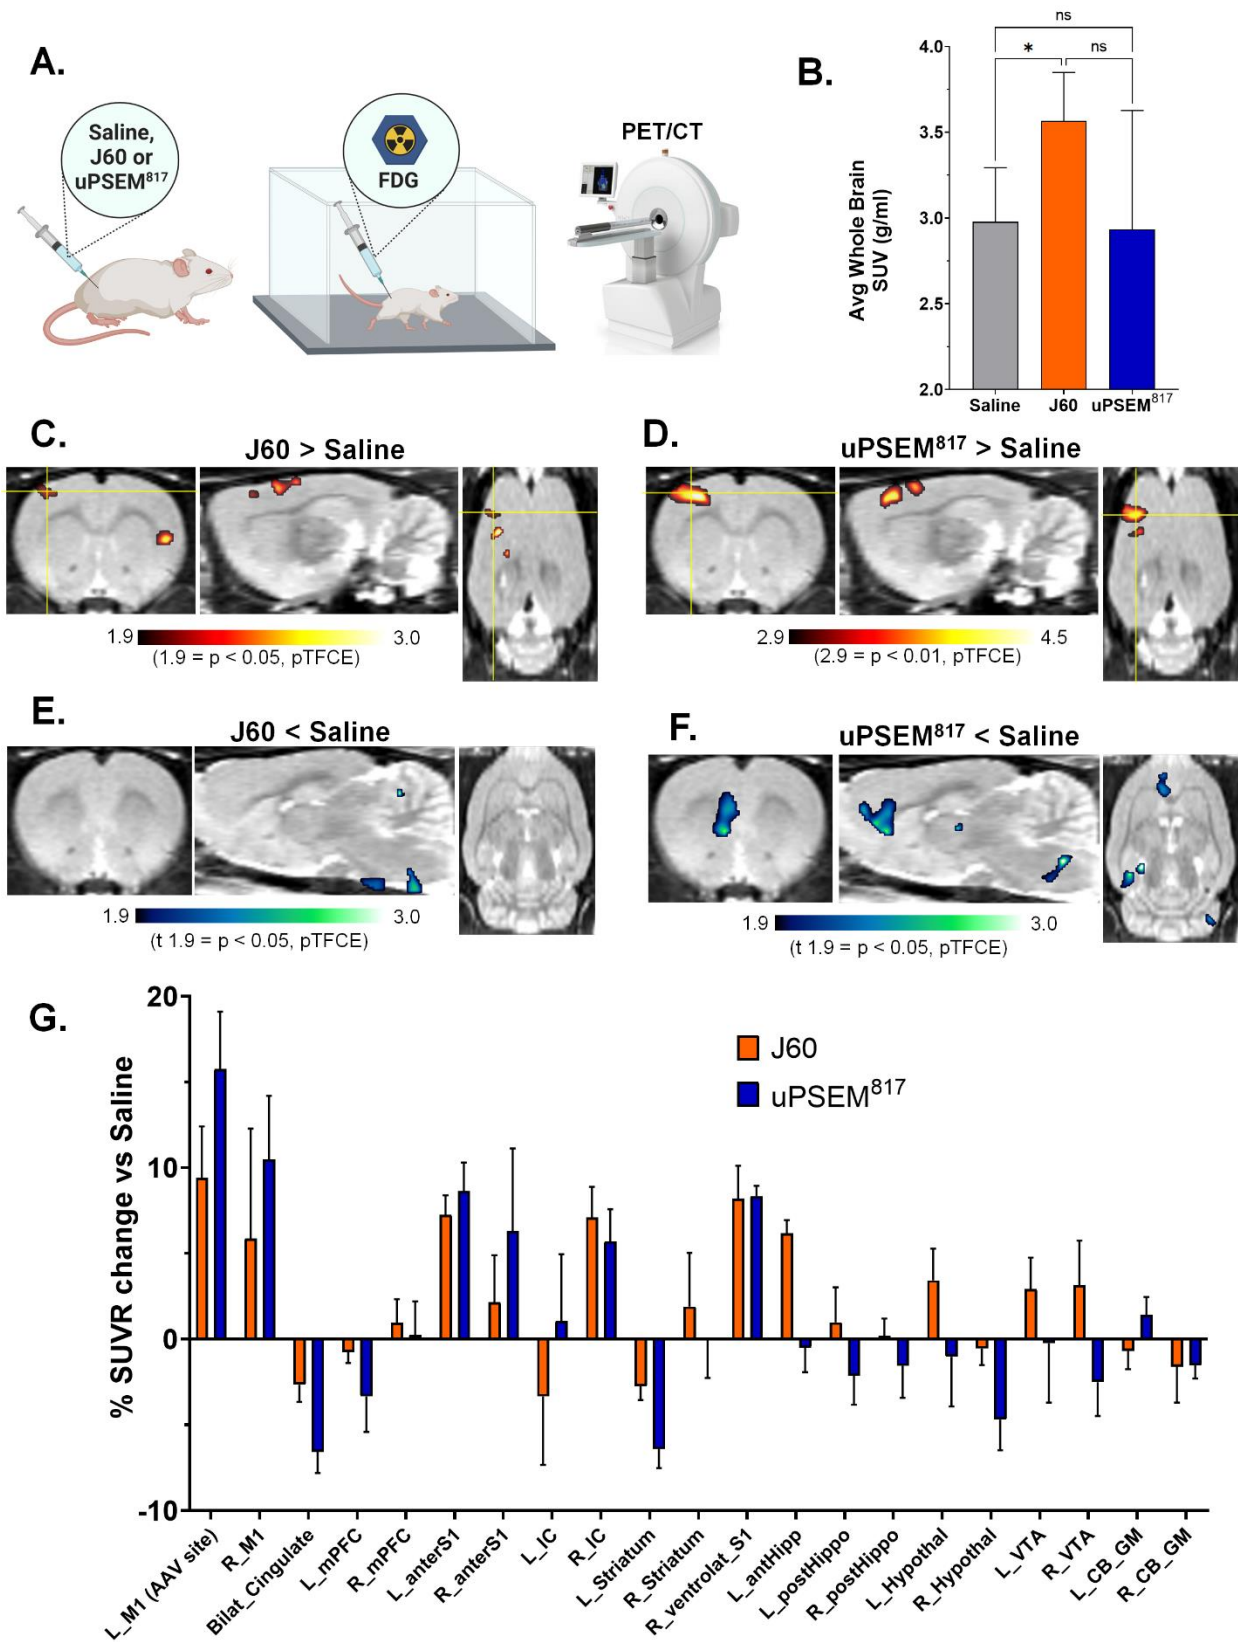 A.
Saline,
J60 or
uPSEM817
FDG
PET/CT
B.
ns
*
ns
4.0
3.5
3.0
2.5
2.0
Avg Whole Brain
SUV (g/ml)
Saline
J60
uPSEM817
C.
J60 > Saline
1.9
3.0
(1.9 = p < 0.05, pTFCE)
D.
uPSEM817 > Saline
2.9
4.5
(2.9 = p < 0.01, pTFCE)
E.
J60 < Saline
1.9
3.0
(t 1.9 = p < 0.05, pTFCE)
F.
uPSEM817 < Saline
1.9
3.0
(t 1.9 = p < 0.05, pTFCE)
G.
20
10
0
-10
% SUVR change vs Saline
J60
uPSEM817
L_M1 (AAV site)
R_M1
Bilat_Cingulate
L_mPFC
R_mPFC
L_anterS1
R_anterS1
L_IC
R_IC
L_Striatum
R_Striatum
R_ventrolat_S1
L_antHipp
L_postHippo
R_postHippo
L_Hypothal
R_Hypothal
L_VTA
R_VTA
L_CB_GM
R_CB_GM